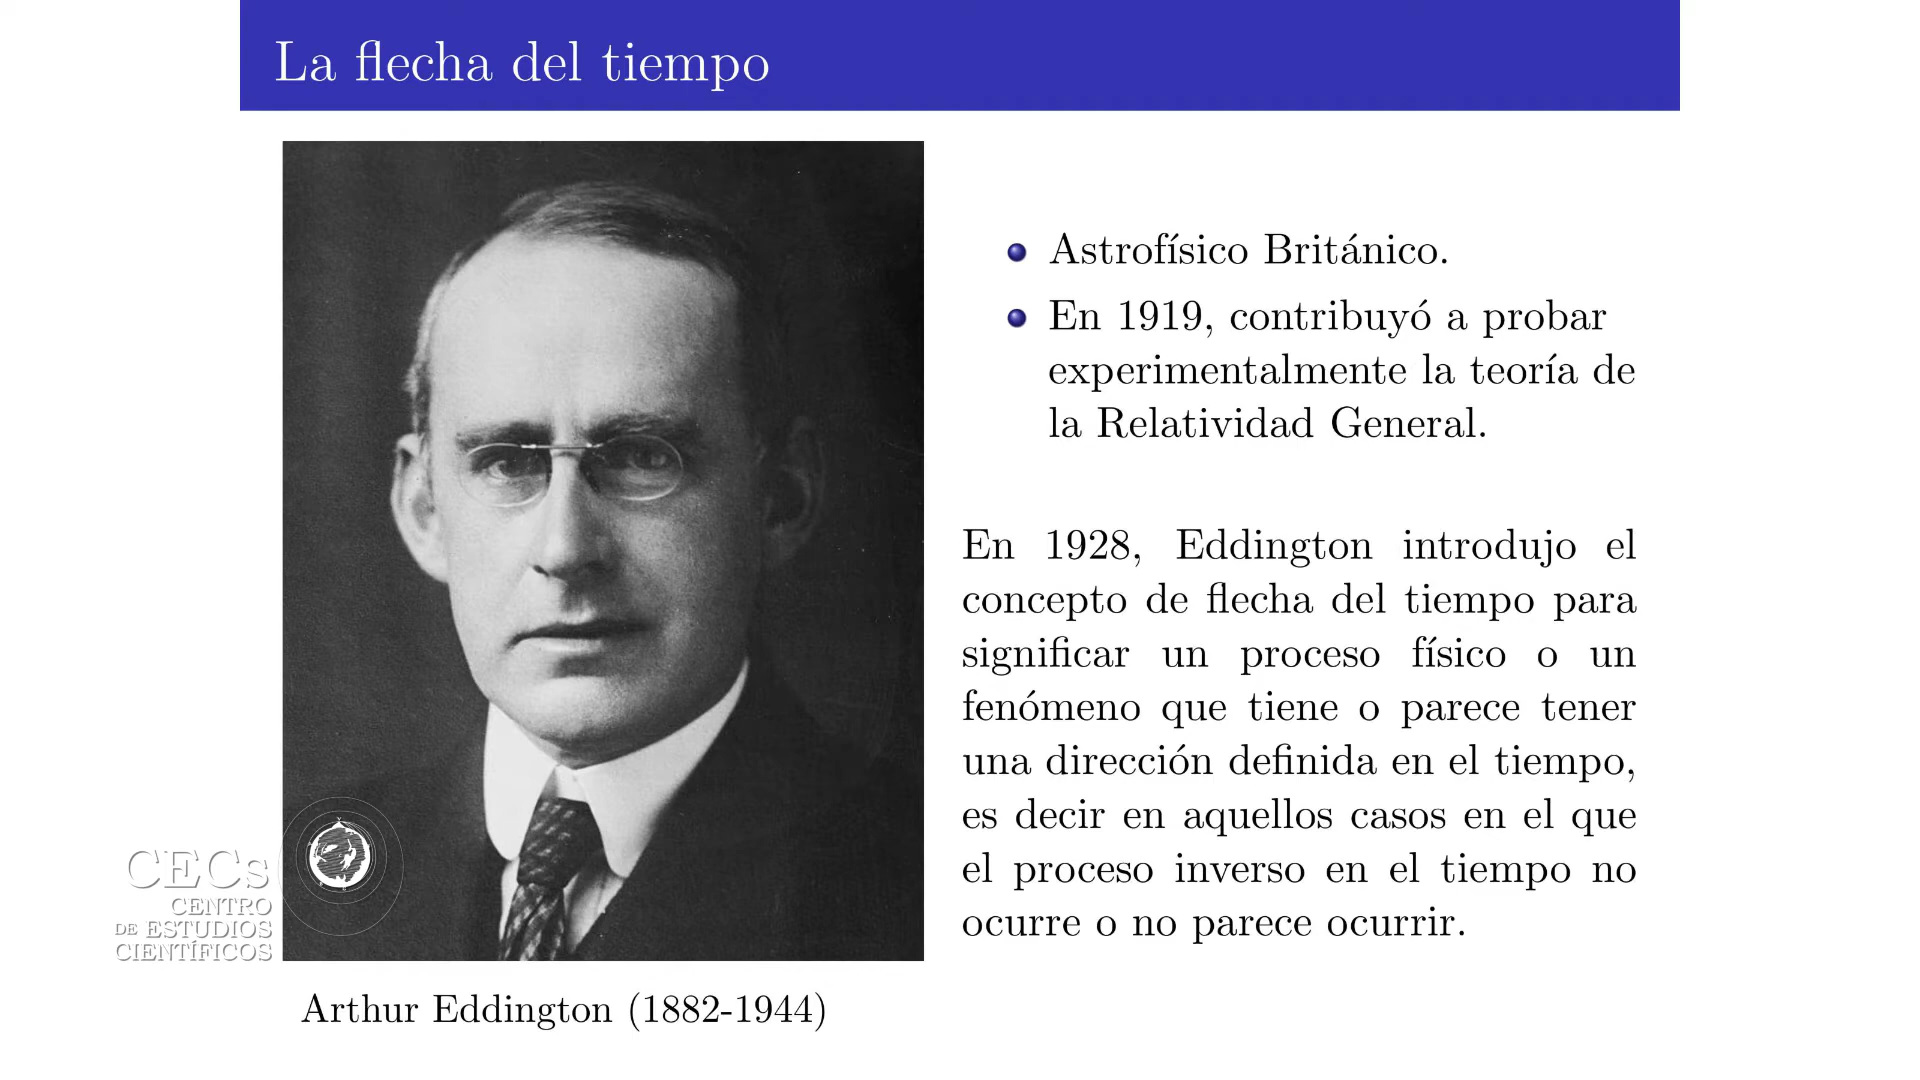 La flecha del tiempo
Astrofísico Británico.
En 1919, contribuyó a probar
experimentalmente la teoría de
la Relatividad General.
En 1928, Eddington introdujo el
concepto de flecha del tiempo para
significar un proceso físico o un
fenómeno que tiene o parece tener
una dirección definida en el tiempo,
es decir en aquellos casos en el que
el proceso inverso en el tiempo no
ocurre o no parece ocurrir.
CECs
CENTRO
DE ESTUDIOS
CIENTÍFICOS
Arthur Eddington (1882-1944)